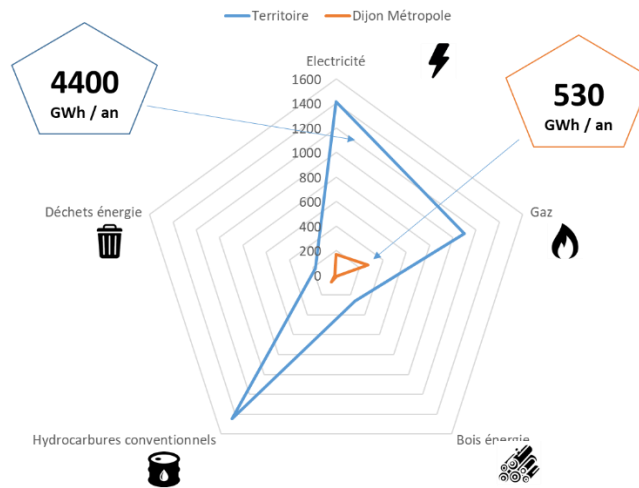 Territoire Dijon Métropole
4400
GWh / an
530
GWh / an
Electricité
1600
1400
1200
1000
800
600
400
200
0
Gaz
Déchets énergie
Hydrocarbures conventionnels
Bois énergie